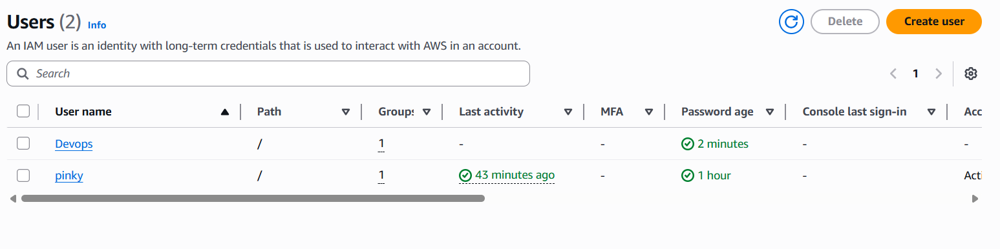 Users (2) Info
Delete
Create user
An IAM user is an identity with long-term credentials that is used to interact with AWS in an account.
Search
1
User name Path Groups Last activity MFA Password age Console last sign-in Acc
Devops / 1 - - 2 minutes - -
pinky / 1 43 minutes ago - 1 hour - Acti